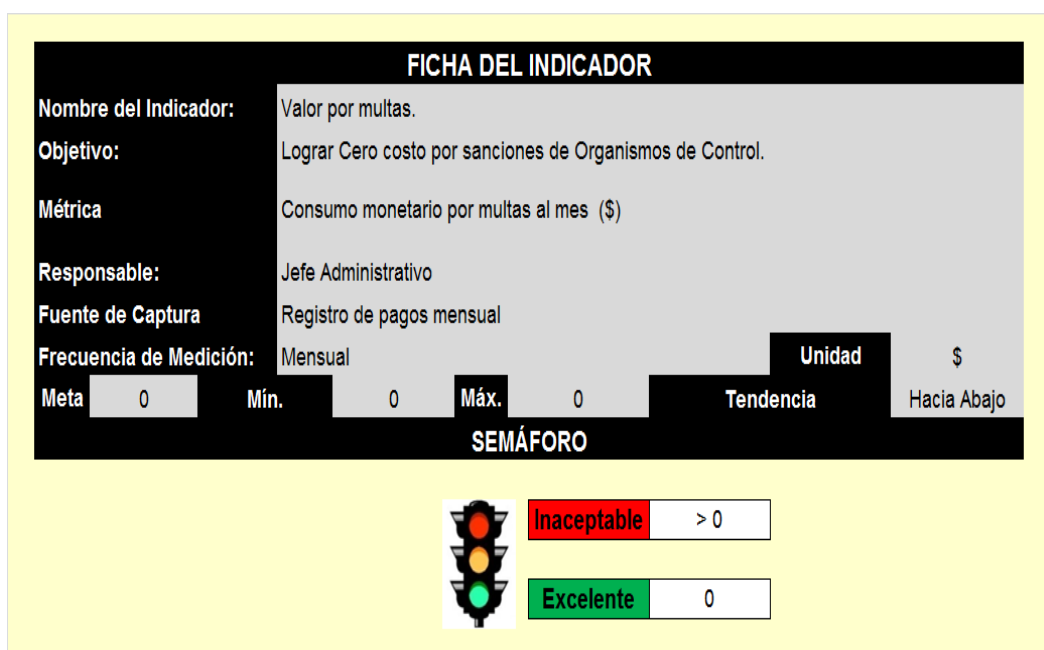 FICHA DEL INDICADOR
Nombre del Indicador: Valor por multas.
Objetivo: Lograr Cero costo por sanciones de Organismos de Control.
Métrica Consumo monetario por multas al mes ($)
Responsable: Jefe Administrativo
Fuente de Captura Registro de pagos mensual
Frecuencia de Medición: Mensual Unidad $
Meta 0 Mín. 0 Máx. 0 Tendencia Hacia Abajo
SEMÁFORO
Inaceptable > 0
Excelente 0